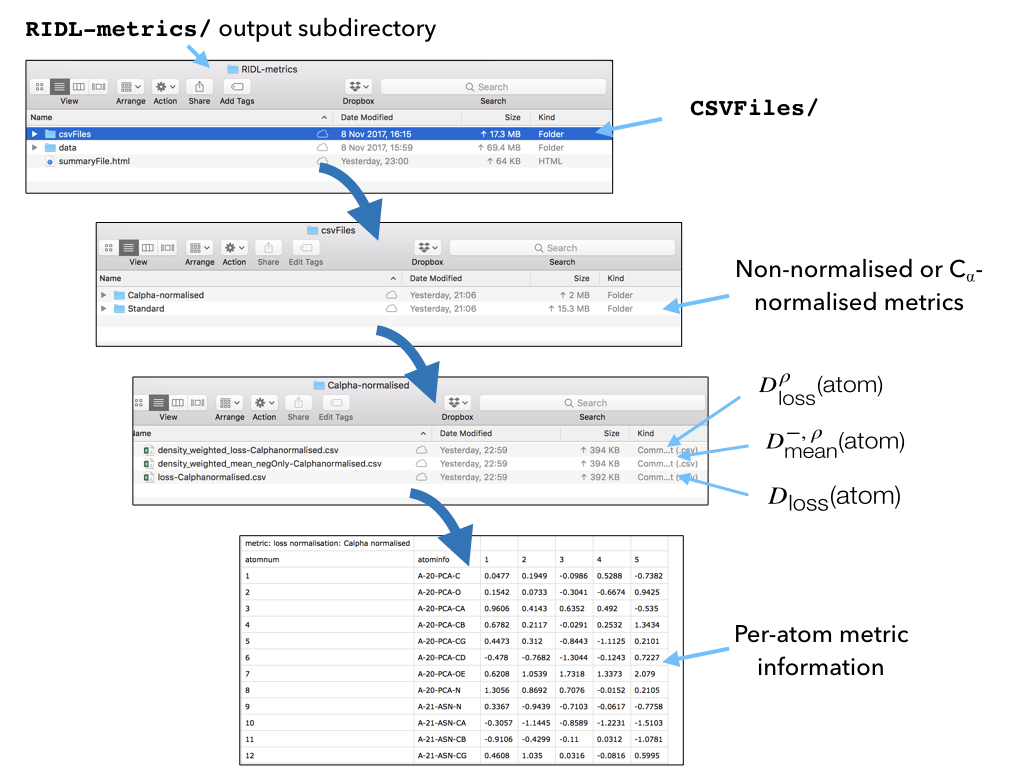 RIDL-metrics/ output subdirectory
RIDL-metrics
View Arrange Action Share Add Tags Dropbox Search
Search
Name Date Modified Size Kind
csvFiles 8 Nov 2017, 16:15 ↑ 17.3 MB Folder
data 8 Nov 2017, 15:59 ↑ 69.4 MB Folder
summaryFile.html Yesterday, 23:00 ↑ 64 KB HTML
CSVFiles/
csvFiles
Search
View Arrange Action Share Edit Tags Dropbox Search
Name Date Modified Size Kind
Calpha-normalised Yesterday, 21:06 ↑ 2 MB Folder
Standard Yesterday, 21:06 ↑ 15.3 MB Folder
Non-normalised or Cα-
normalised metrics
Calpha-normalised
Search
View Arrange Action Share Edit Tags Dropbox Search
Name Date Modified Size Kind
density_weighted_loss-Calphanormalised.csv Yesterday, 22:59 ↑ 394 KB Comm...t (.csv)
density_weighted_mean_negOnly-Calphanormalised.csv Yesterday, 22:59 ↑ 394 KB Comm...t (.csv)
loss-Calphanormalised.csv Yesterday, 22:59 ↑ 392 KB Comm...t (.csv)
D^ρ_loss(atom)
D^−,ρ_mean(atom)
D_loss(atom)
metric: loss normalisation: Calpha normalised
atomnum atominfo 1 2 3 4 5
1 A-20-PCA-C 0.0477 0.1949 -0.0986 0.5288 -0.7382
2 A-20-PCA-O 0.1542 0.0733 -0.3041 -0.6674 0.9425
3 A-20-PCA-CA 0.9606 0.4143 0.6352 0.492 -0.535
4 A-20-PCA-CB 0.6782 0.2117 -0.0291 0.2532 1.3434
5 A-20-PCA-CG 0.4473 0.312 -0.8443 -1.1125 0.2101
6 A-20-PCA-CD -0.478 -0.7682 -1.3044 -0.1243 0.7227
7 A-20-PCA-OE 0.6208 1.0539 1.7318 1.3373 2.079
8 A-20-PCA-N 1.3056 0.8692 0.7076 -0.0152 0.2105
9 A-21-ASN-N 0.3367 -0.9439 -0.7103 -0.0617 -0.7758
10 A-21-ASN-CA -0.3057 -1.1445 -0.8589 -1.2231 -1.5103
11 A-21-ASN-CB -0.9106 -0.4299 -0.11 0.0312 -1.0781
12 A-21-ASN-CG 0.4608 1.035 0.0316 -0.0816 0.5995
Per-atom metric
information